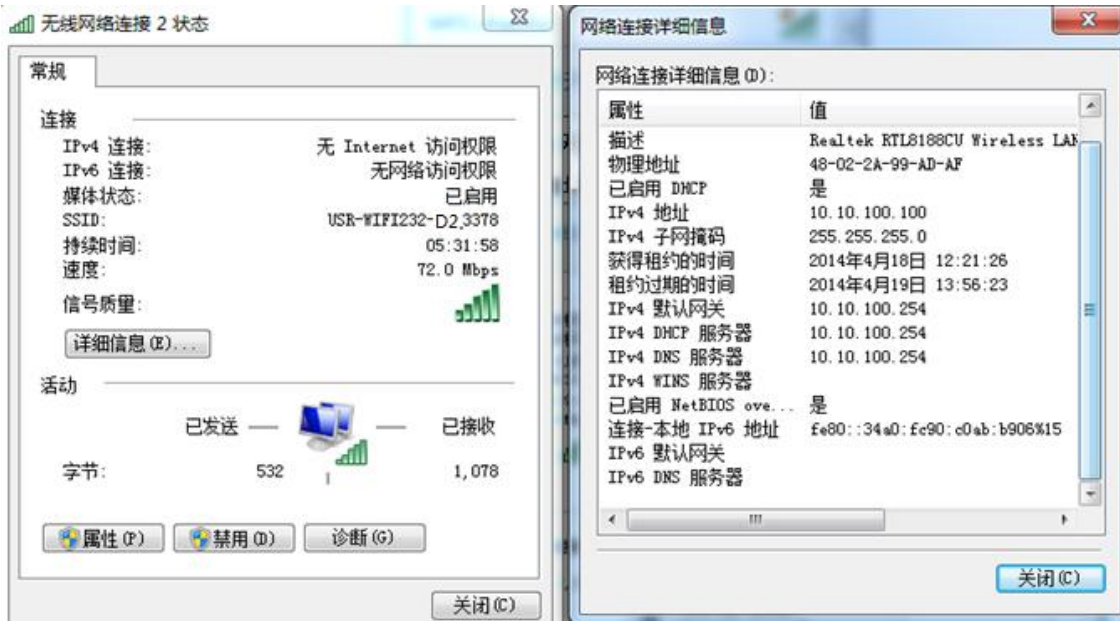 无线网络连接 2 状态
常规
连接
IPv4 连接: 无 Internet 访问权限
IPv6 连接: 无网络访问权限
媒体状态: 已启用
SSID: USR-WIFI232-D2.3378
持续时间: 05:31:58
速度: 72.0 Mbps
信号质量:
详细信息(E)...
活动
已发送 — — 已接收
字节: 532 1,078
属性(P) 禁用(D) 诊断(G)
关闭(C)
网络连接详细信息
网络连接详细信息(D):
属性 值
描述 Realtek RTL8188CU Wireless LAN
物理地址 48-02-2A-99-AD-AF
已启用 DHCP 是
IPv4 地址 10.10.100.100
IPv4 子网掩码 255.255.255.0
获得租约的时间 2014年4月18日 12:21:26
租约过期的时间 2014年4月19日 13:56:23
IPv4 默认网关 10.10.100.254
IPv4 DHCP 服务器 10.10.100.254
IPv4 DNS 服务器 10.10.100.254
IPv4 WINS 服务器
已启用 NetBIOS ove... 是
连接-本地 IPv6 地址 fe80::34a0:fc90:c0ab:b906%15
IPv6 默认网关
IPv6 DNS 服务器
关闭(C)